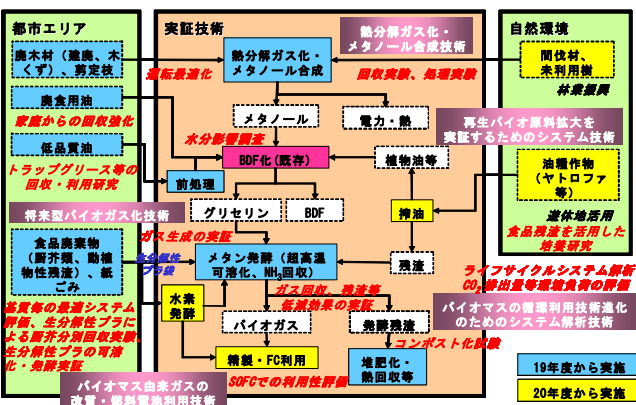 都市エリア
廃木材（建廃、木
くず）、剪定枝
廃食用油
家庭からの回収強化
低品質油
トラップグリース等の
回収・利用研究
将来型バイオガス化技術
食品廃棄物
（厨芥類、動植
物性残渣）、紙
ごみ
基質毎の最適システム
評価、生分解性プラに
よる厨芥分別回収実験、
生分解性プラの可溶
化・発酵実証
バイオマス由来ガスの
改質・燃料電池利用技術
実証技術
熱分解ガス化・
メタノール合成
熱分解ガス化・
メタノール合成技術
運転最適化
回収実験、処理実験
メタノール
電力・熱
水分影響調査
BDF化(既存)
植物油等
前処理
グリセリン
BDF
搾油
ガス生成の実証
生分解性
プラ袋
メタン発酵（超高温
可溶化、NH₃回収）
残渣
水素
発酵
ガス回収、残渣等
低減効果の実証
バイオガス
発酵残渣
コンポスト化試験
精製・FC利用
SOFCでの利用性評価
堆肥化・
熱回収等
自然環境
間伐材、
未利用樹
林業振興
再生バイオ原料拡大を
実証するためのシステム技術
油糧作物
（ヤトロファ
等）
遊休地活用
食品残渣を活用した
培養研究
ライフサイクルシステム解析
CO₂排出量等環境負荷の評価
バイオマスの循環利用技術進化
のためのシステム解析技術
19年度から実施
20年度から実施